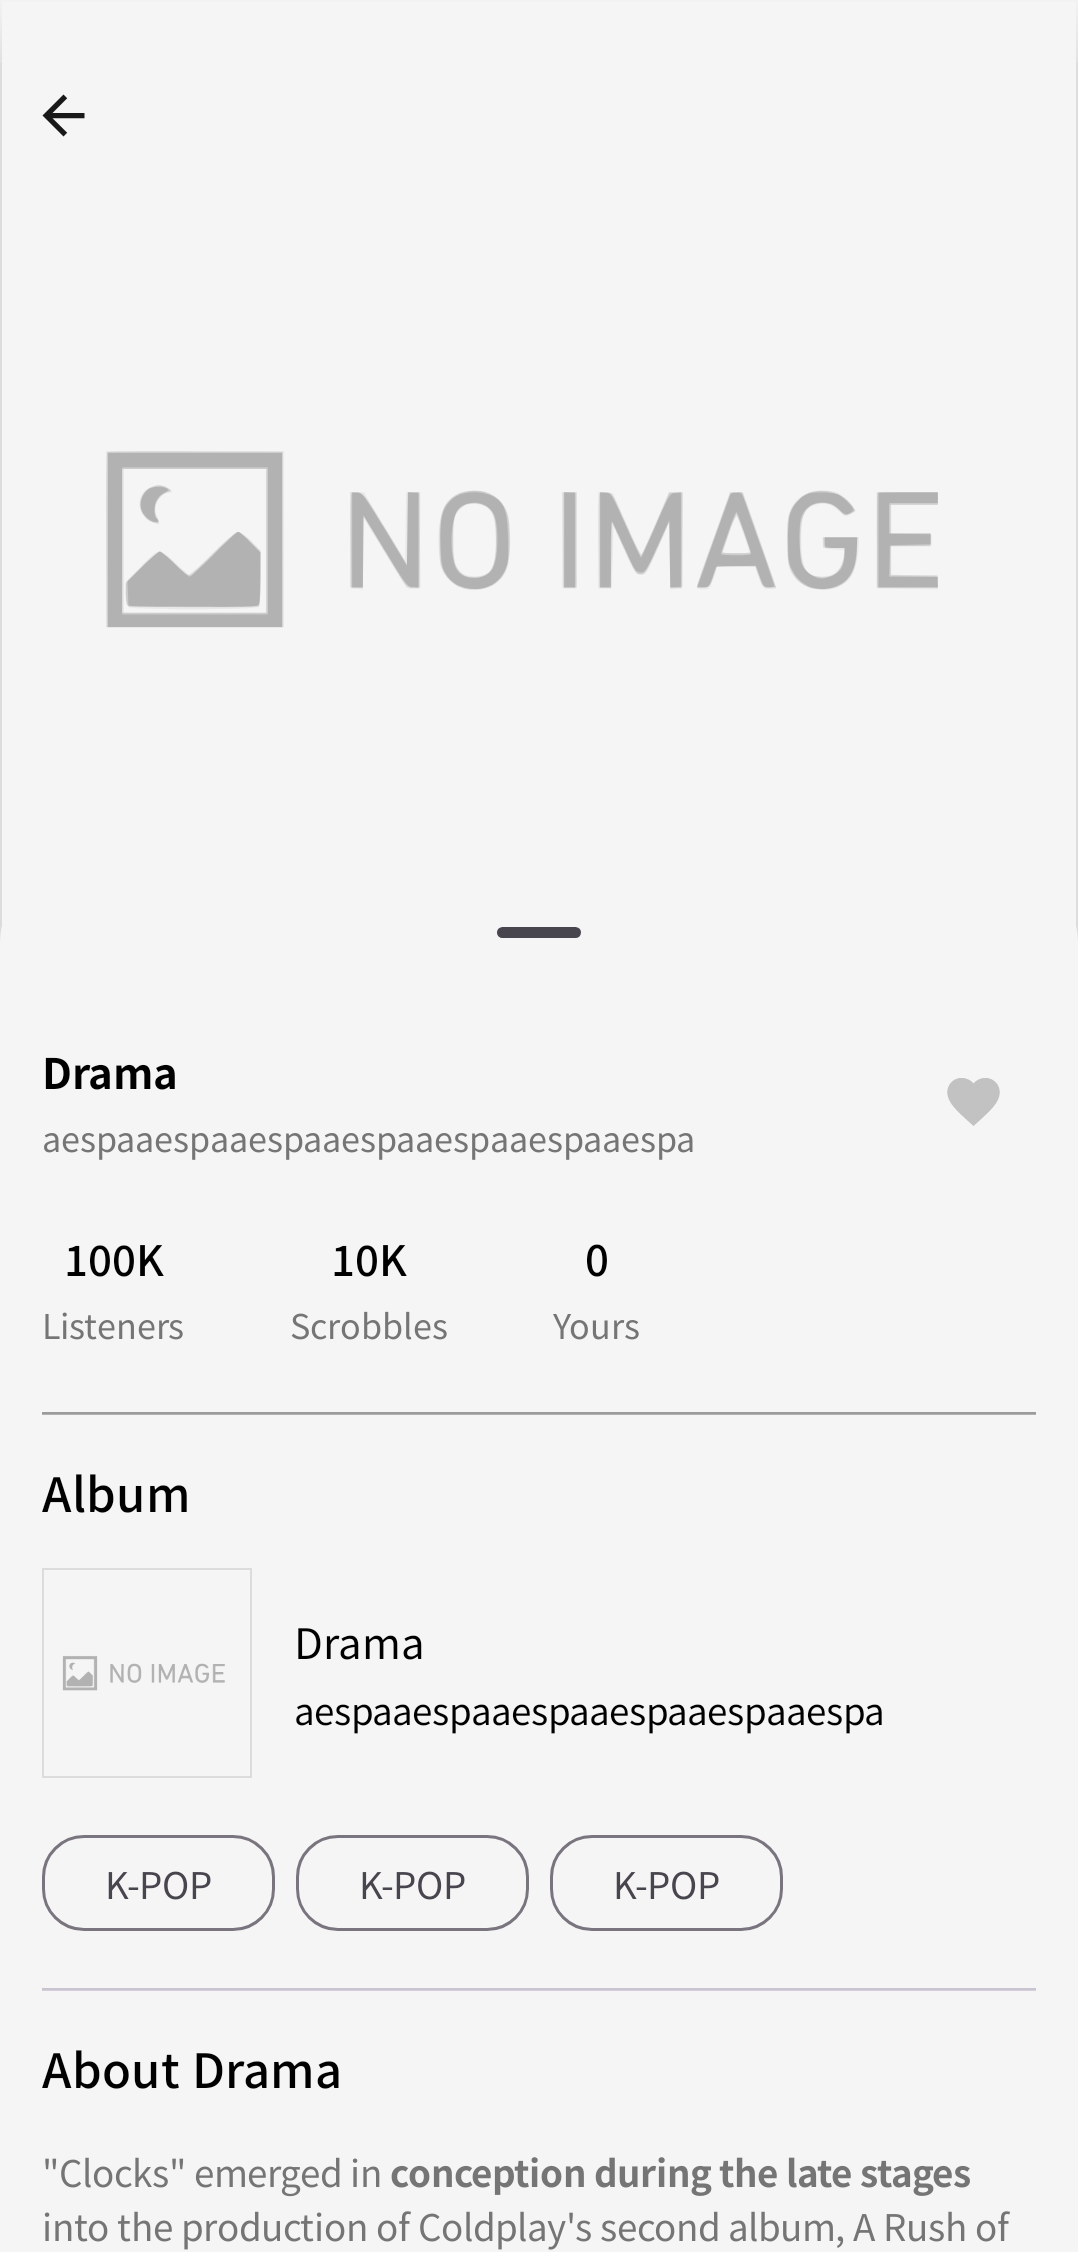 NO IMAGE
Drama
aespaaespaaespaaespaaespaaespaaespa
100K 10K 0
Listeners Scrobbles Yours
Album
NO IMAGE
Drama
aespaaespaaespaaespaaespaaespa
K-POP K-POP K-POP
About Drama
"Clocks" emerged in conception during the late stages
into the production of Coldplay's second album, A Rush of